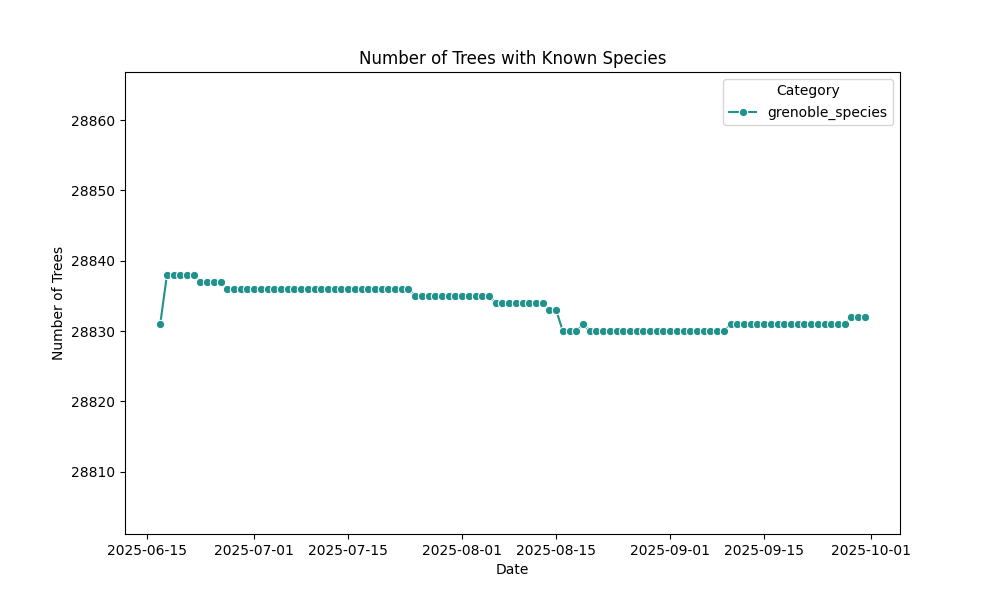 Number of Trees with Known Species
Category
grenoble_species
28860
28850
28840
28830
28820
28810
Number of Trees
2025-06-15 2025-07-01 2025-07-15 2025-08-01 2025-08-15 2025-09-01 2025-09-15 2025-10-01
Date